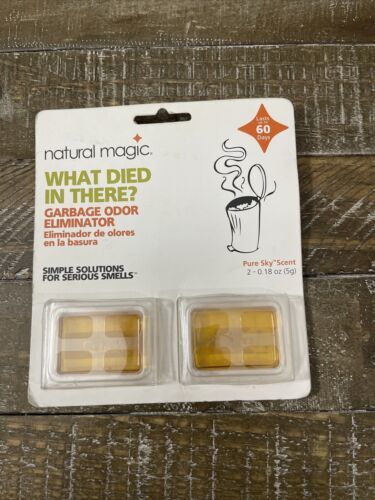 natural magic®
Lasts
up to
60
Days
WHAT DIED
IN THERE?
GARBAGE ODOR
ELIMINATOR
Eliminador de olores
en la basura
SIMPLE SOLUTIONS
FOR SERIOUS SMELLS™
Pure Sky™ Scent
2 - 0.18 oz (5g)